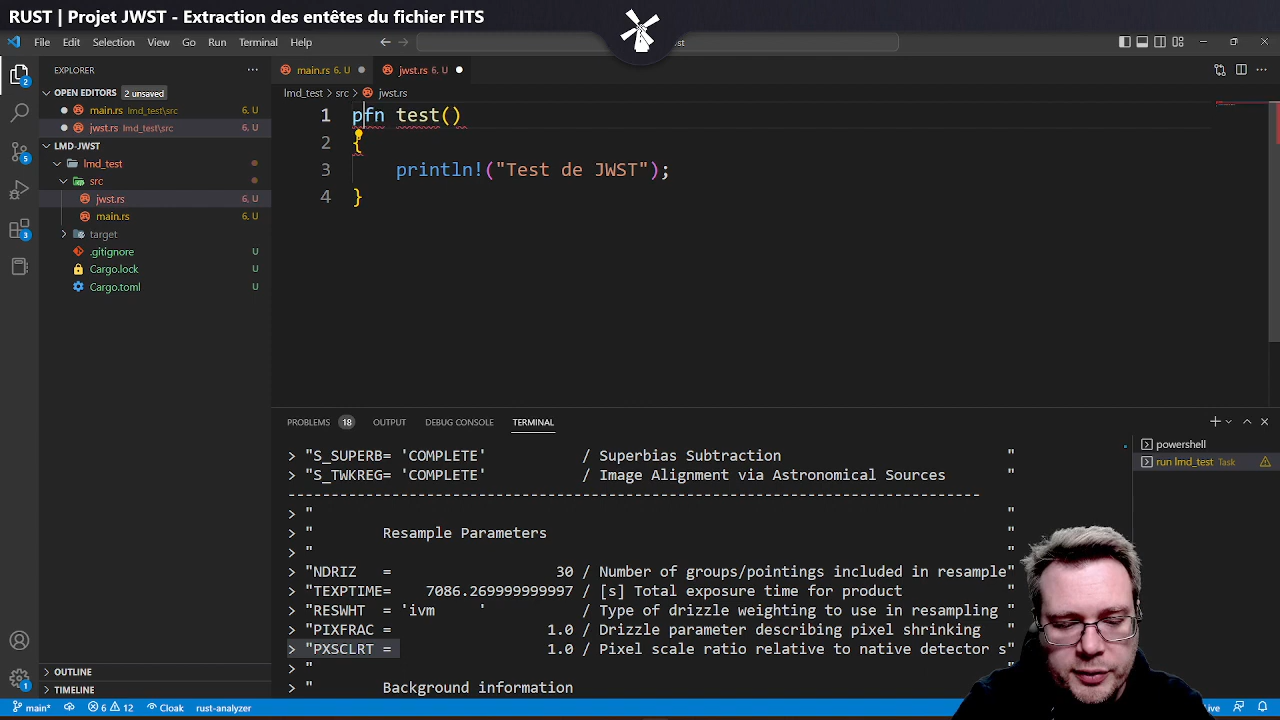 RUST | Projet JWST - Extraction des entêtes du fichier FITS
File Edit Selection View Go Run Terminal Help
EXPLORER
main.rs 6, U
jwst.rs 6, U
OPEN EDITORS 2 unsaved
lmd_test > src > jwst.rs
main.rs lmd_test\src 6, U
jwst.rs lmd_test\src 6, U
LMD-JWST
lmd_test
src
jwst.rs 6, U
main.rs 6, U
target
.gitignore U
Cargo.lock U
Cargo.toml U
1 pfn test()
{
3 println!("Test de JWST");
4 }
PROBLEMS 18 OUTPUT DEBUG CONSOLE TERMINAL
powershell
run lmd_test Task
> "S_SUPERB= 'COMPLETE' / Superbias Subtraction "
> "S_TWKREG= 'COMPLETE' / Image Alignment via Astronomical Sources "
--------------------------------------------------------------------------------
> " "
> " Resample Parameters "
> " "
> "NDRIZ = 30 / Number of groups/pointings included in resample"
> "TEXPTIME= 7086.269999999997 / [s] Total exposure time for product
> "RESWHT = 'ivm ' / Type of drizzle weighting to use in resampling
> "PIXFRAC = 1.0 / Drizzle parameter describing pixel shrinking
> "PXSCLRT = 1.0 / Pixel scale ratio relative to native detector s"
> " "
> " Background information "
OUTLINE
TIMELINE
main* 6 12 Cloak rust-analyzer